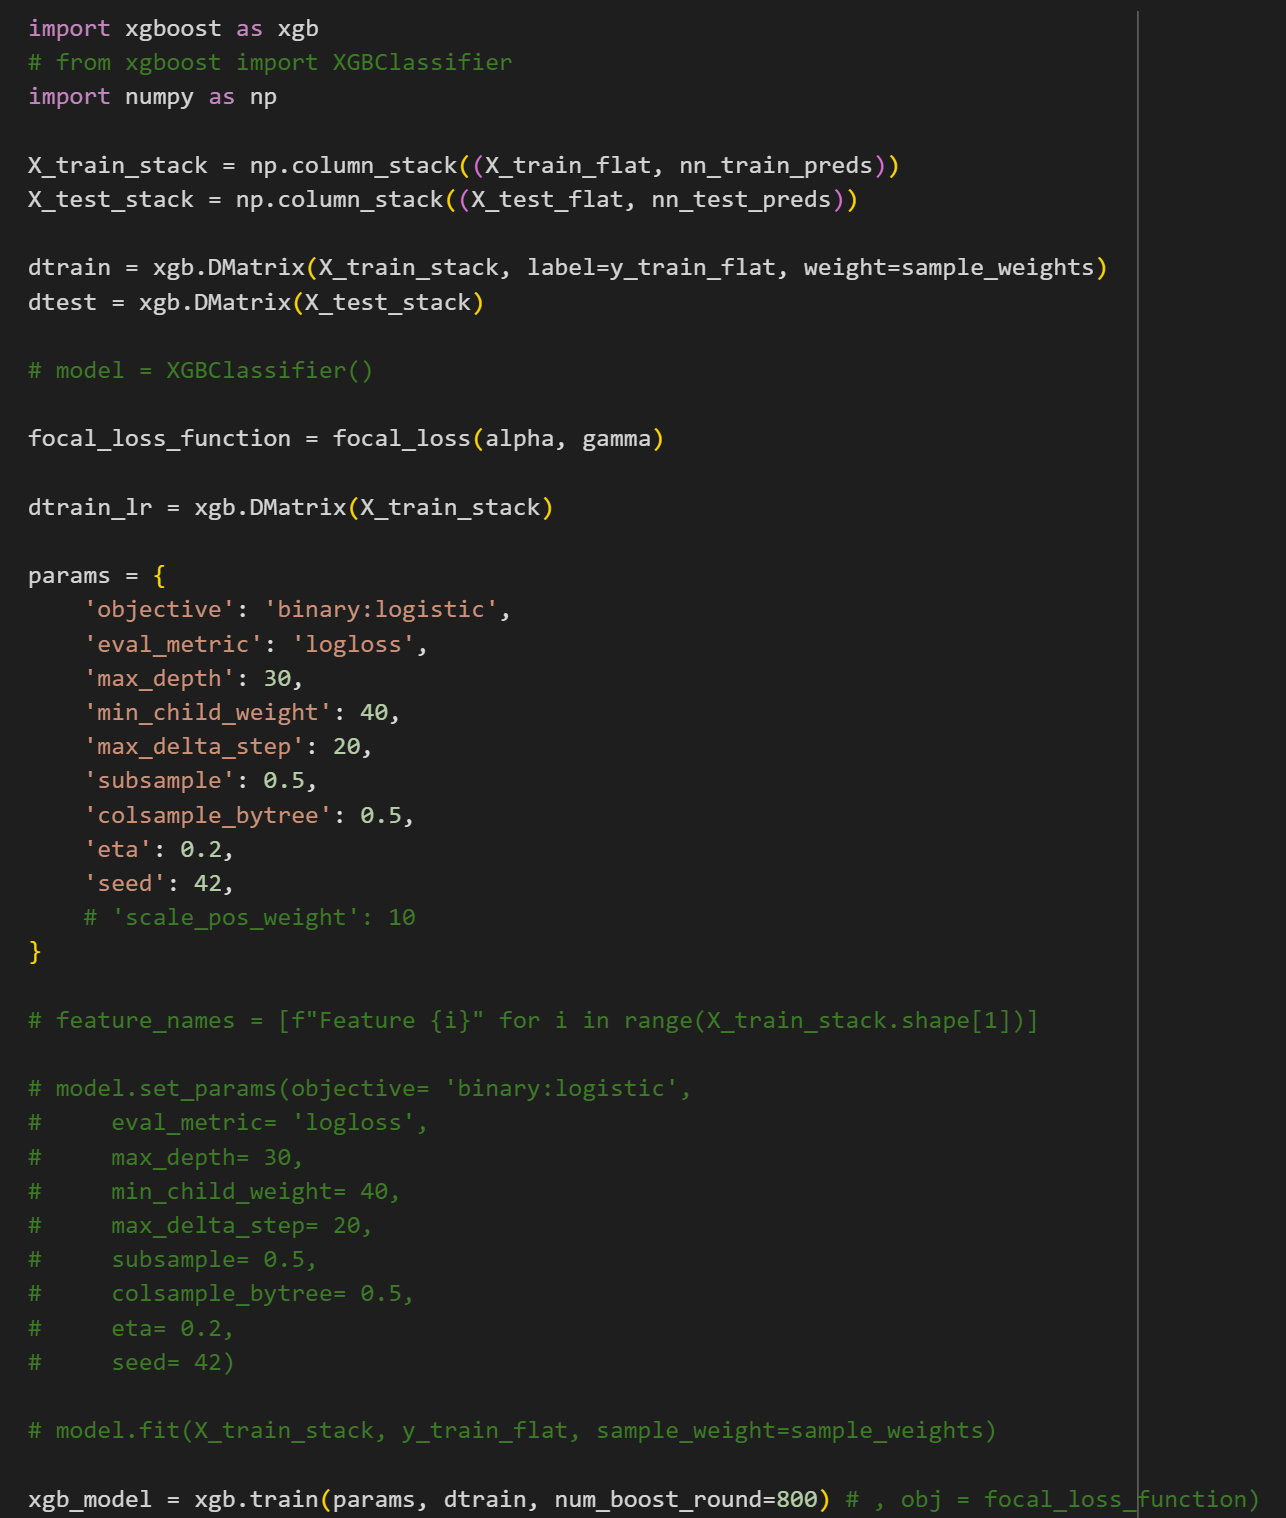 import xgboost as xgb
# from xgboost import XGBClassifier
import numpy as np

X_train_stack = np.column_stack((X_train_flat, nn_train_preds))
X_test_stack = np.column_stack((X_test_flat, nn_test_preds))

dtrain = xgb.DMatrix(X_train_stack, label=y_train_flat, weight=sample_weights)
dtest = xgb.DMatrix(X_test_stack)

# model = XGBClassifier()

focal_loss_function = focal_loss(alpha, gamma)

dtrain_lr = xgb.DMatrix(X_train_stack)

params = {
    'objective': 'binary:logistic',
    'eval_metric': 'logloss',
    'max_depth': 30,
    'min_child_weight': 40,
    'max_delta_step': 20,
    'subsample': 0.5,
    'colsample_bytree': 0.5,
    'eta': 0.2,
    'seed': 42,
    # 'scale_pos_weight': 10
}

# feature_names = [f"Feature {i}" for i in range(X_train_stack.shape[1])]

# model.set_params(objective= 'binary:logistic',
#     eval_metric= 'logloss',
#     max_depth= 30,
#     min_child_weight= 40,
#     max_delta_step= 20,
#     subsample= 0.5,
#     colsample_bytree= 0.5,
#     eta= 0.2,
#     seed= 42)

# model.fit(X_train_stack, y_train_flat, sample_weight=sample_weights)

xgb_model = xgb.train(params, dtrain, num_boost_round=800) # , obj = focal_loss_function)